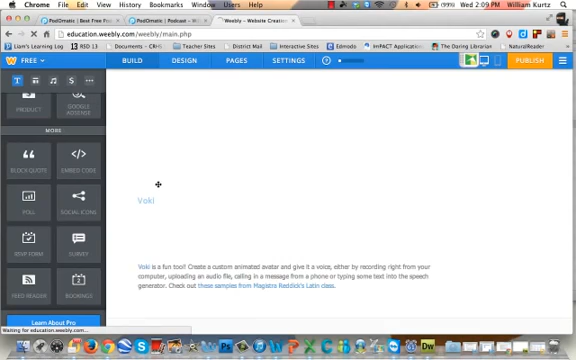 Chrome File Edit View History Bookmarks Window Users Help
(99%) Wed 2:09 PM William Kurtz
PodOmatic | Best Free Po
PodOmatic | Podcast - W
Weebly - Website Creation
education.weebly.com/weebly/main.php
Liam's Learning Log RSD 13 Documents – CRHS Teacher Sites District Mail Interactive Sites Edmodo ImPACT Applications The Daring Librarian NaturalReader
FREE BUILD DESIGN PAGES SETTINGS ? PUBLISH
PRODUCT GOOGLE ADSENSE
MORE
BLOCK QUOTE EMBED CODE
POLL SOCIAL ICONS
RSVP FORM SURVEY
FEED READER BOOKINGS
Learn About Pro
Voki
Voki is a fun tool! Create a custom animated avatar and give it a voice, either by recording right from your
computer, uploading an audio file, calling in a message from a phone or typing some text into the speech
generator. Check out these samples from Magistra Reddick's Latin class.
Waiting for education.weebly.com...